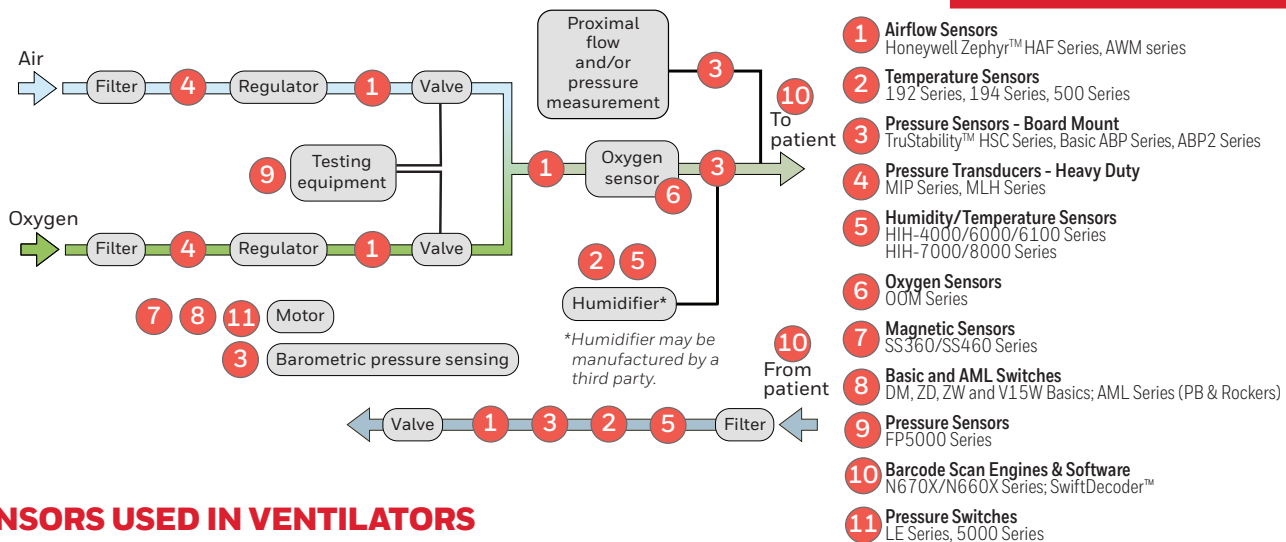 Air
Filter
4
Regulator
1
Valve
Proximal
flow
and/or
pressure
measurement
3
10
To
patient
9
Testing
equipment
1
Oxygen
sensor
6
3
Oxygen
Filter
4
Regulator
1
Valve
2
5
Humidifier*
*Humidifier may be
manufactured by a
third party.
7
8
11
Motor
3
Barometric pressure sensing
10
From
patient
Valve
1
3
2
5
Filter
1
Airflow Sensors
Honeywell Zephyr™ HAF Series, AWM series
2
Temperature Sensors
192 Series, 194 Series, 500 Series
3
Pressure Sensors - Board Mount
TruStability™ HSC Series, Basic ABP Series, ABP2 Series
4
Pressure Transducers - Heavy Duty
MIP Series, MLH Series
5
Humidity/Temperature Sensors
HIH-4000/6000/6100 Series
HIH-7000/8000 Series
6
Oxygen Sensors
OOM Series
7
Magnetic Sensors
SS360/SS460 Series
8
Basic and AML Switches
DM, ZD, ZW and V15W Basics; AML Series (PB & Rockers)
9
Pressure Sensors
FP5000 Series
10
Barcode Scan Engines & Software
N670X/N660X Series; SwiftDecoder™
11
Pressure Switches
LE Series, 5000 Series
NSORS USED IN VENTILATORS